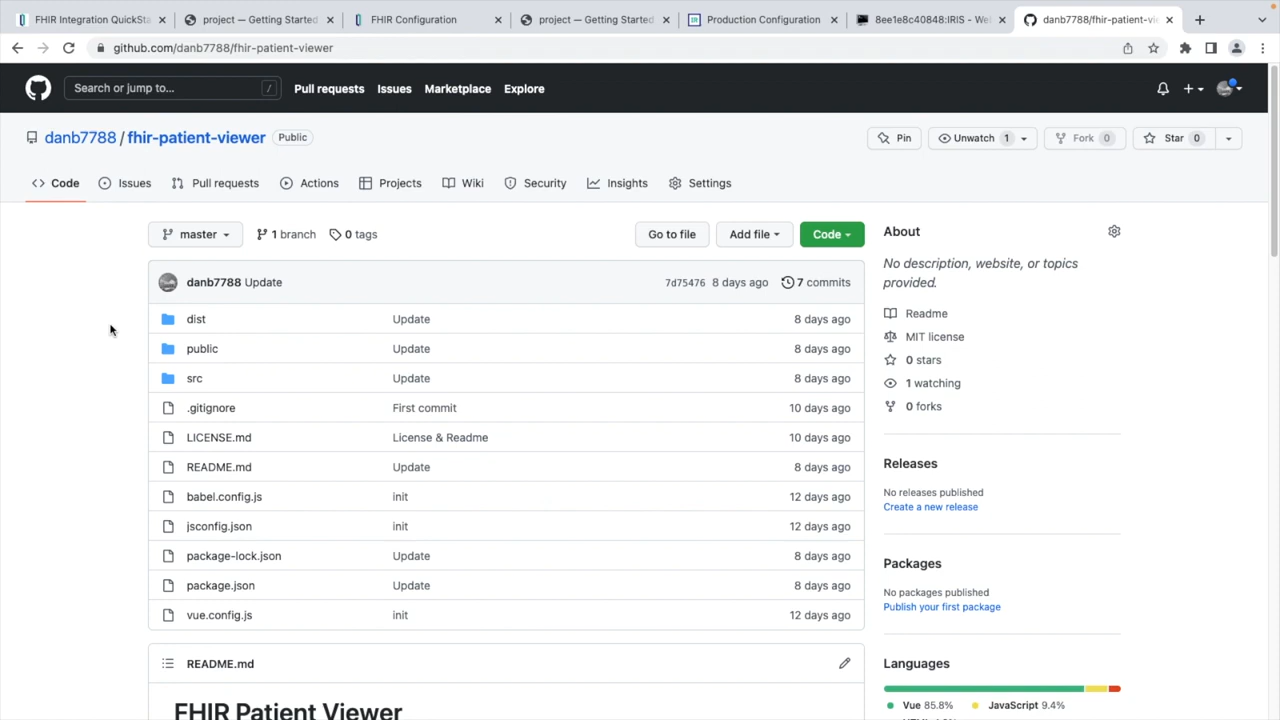 FHIR Integration QuickSta
project — Getting Started
FHIR Configuration
project — Getting Started
Production Configuration
8ee1e8c40848:IRIS - We
danb7788/fhir-patient-vi
github.com/danb7788/fhir-patient-viewer
Search or jump to...
/
Pull requests
Issues
Marketplace
Explore
danb7788 / fhir-patient-viewer
Public
Pin
Unwatch 1
Fork 0
Star 0
Code
Issues
Pull requests
Actions
Projects
Wiki
Security
Insights
Settings
master
1 branch
0 tags
Go to file
Add file
Code
danb7788 Update
7d75476 8 days ago
7 commits
dist Update 8 days ago
public Update 8 days ago
src Update 8 days ago
.gitignore First commit 10 days ago
LICENSE.md License & Readme 10 days ago
README.md Update 8 days ago
babel.config.js init 12 days ago
jsconfig.json init 12 days ago
package-lock.json Update 8 days ago
package.json Update 8 days ago
vue.config.js init 12 days ago
README.md
FHIR Patient Viewer
About
No description, website, or topics
provided.
Readme
MIT license
0 stars
1 watching
0 forks
Releases
No releases published
Create a new release
Packages
No packages published
Publish your first package
Languages
Vue 85.8%
JavaScript 9.4%